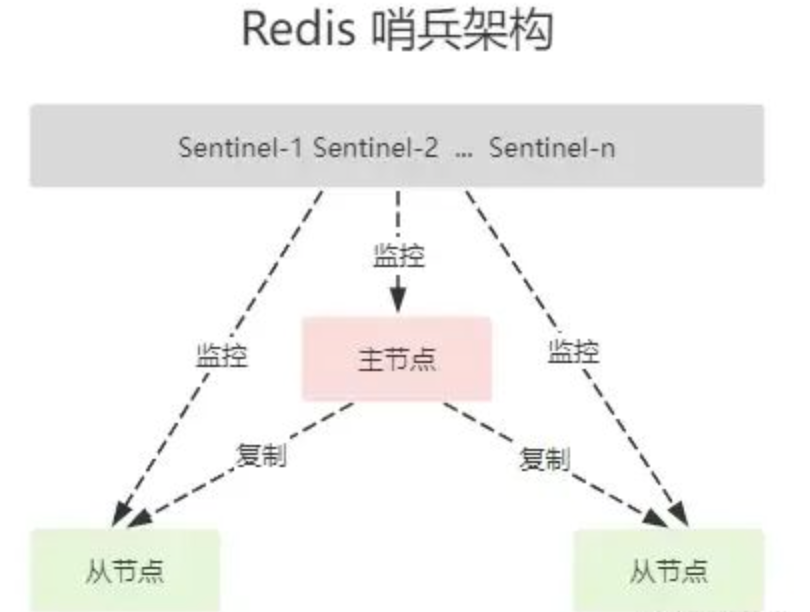 Redis 哨兵架构
Sentinel-1 Sentinel-2 ... Sentinel-n
监控
主节点
监控
监控
复制
复制
从节点
从节点